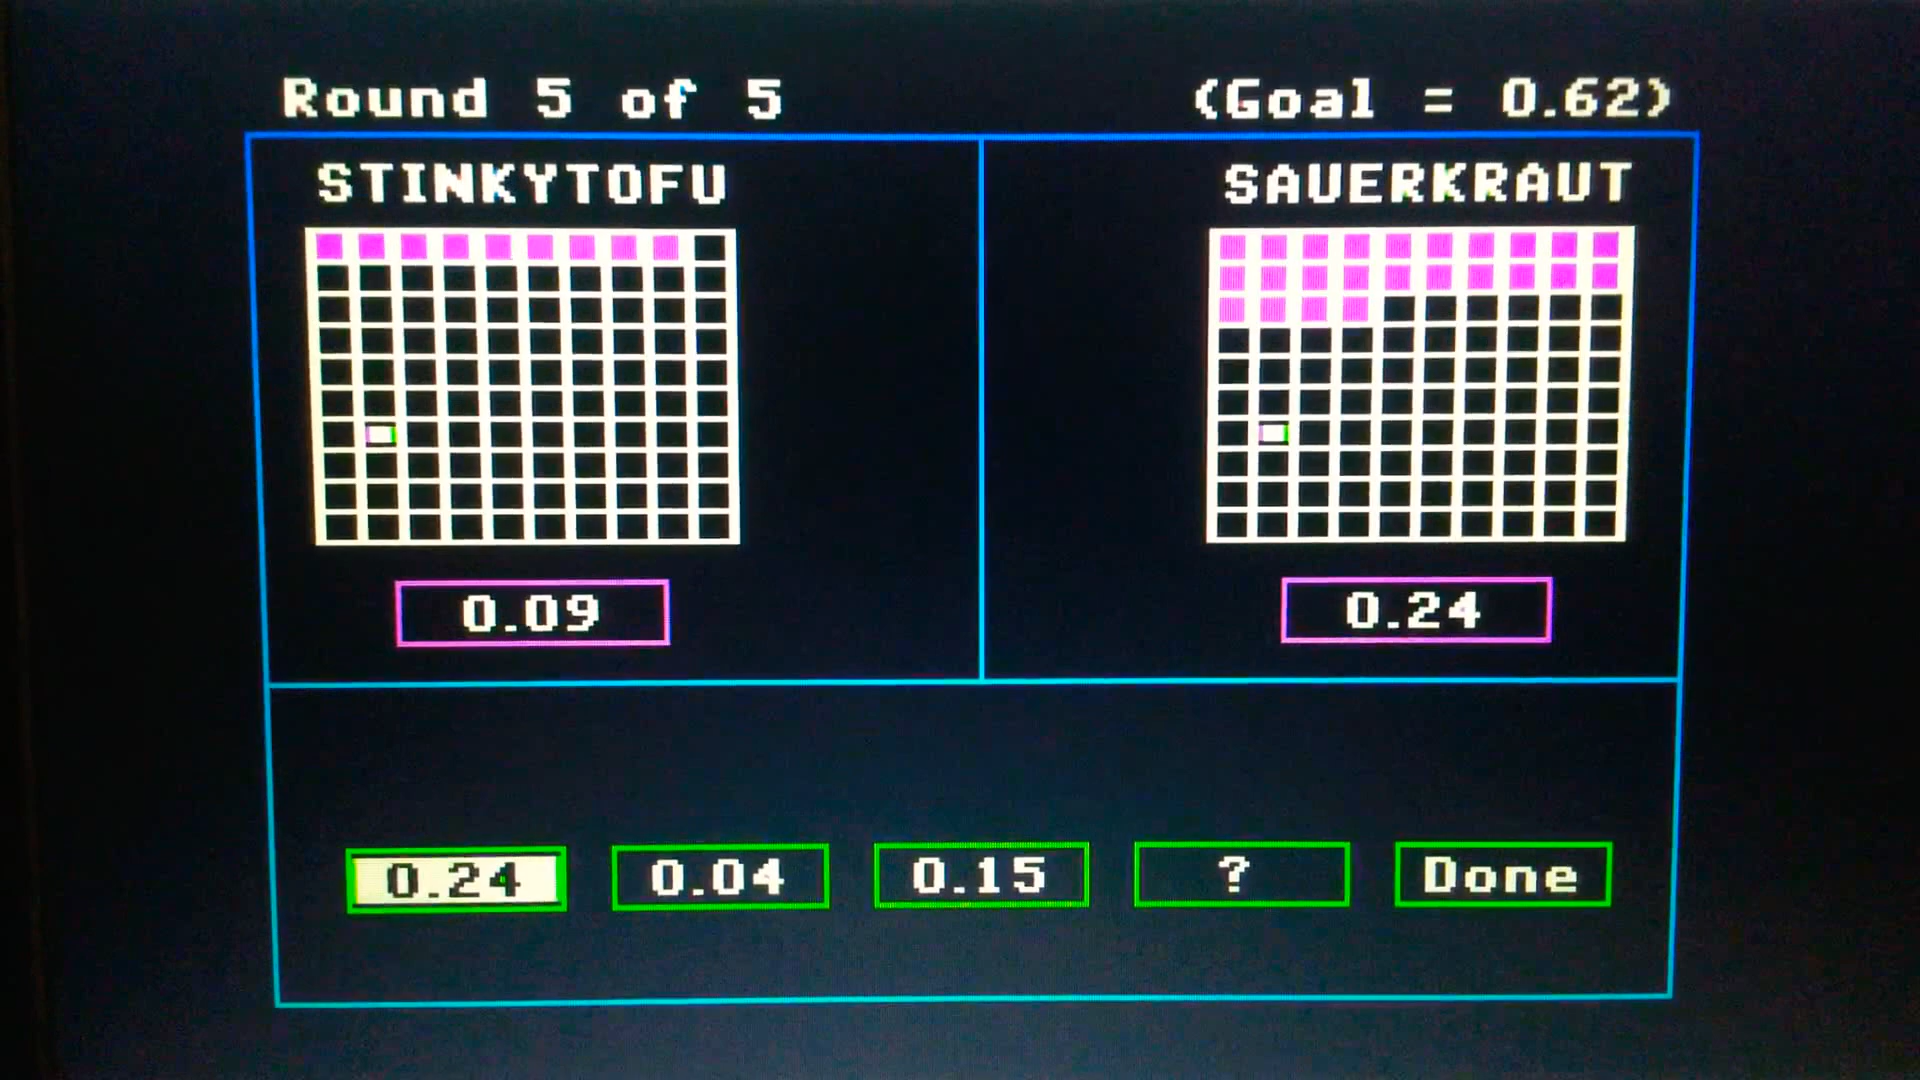 Round 5 of 5 (Goal = 0.62)
STINKYTOFU SAUERKRAUT
0.09 0.24
0.24 0.04 0.15 ? Done